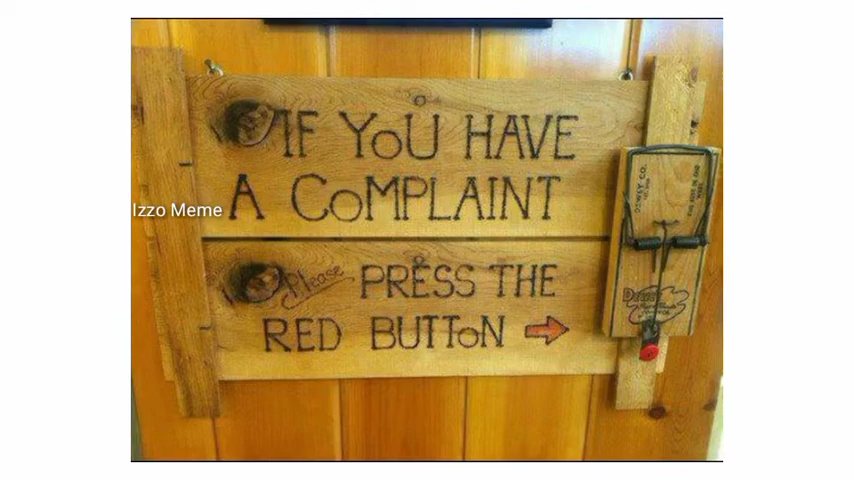 IF YoU HAVE
A CoMPLAINT
Izzo Meme
Please PRESS THE
RED BUTToN